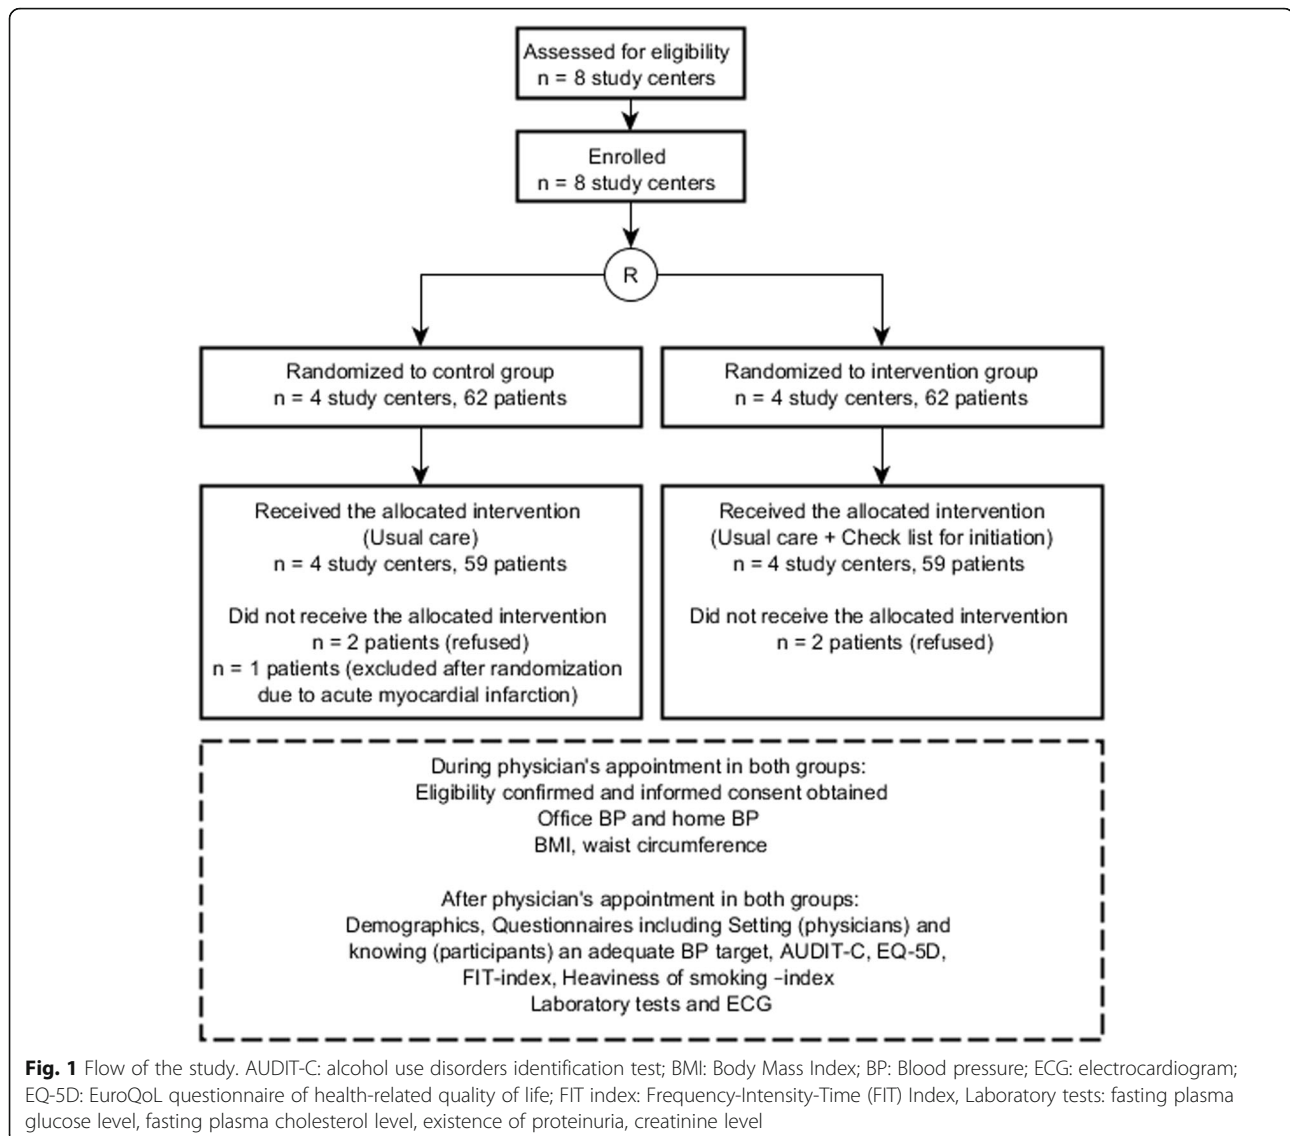 Assessed for eligibility
n = 8 study centers
Enrolled
n = 8 study centers
R
Randomized to control group
n = 4 study centers, 62 patients
Randomized to intervention group
n = 4 study centers, 62 patients
Received the allocated intervention
(Usual care)
n = 4 study centers, 59 patients
Did not receive the allocated intervention
n = 2 patients (refused)
n = 1 patients (excluded after randomization
due to acute myocardial infarction)
Received the allocated intervention
(Usual care + Check list for initiation)
n = 4 study centers, 59 patients
Did not receive the allocated intervention
n = 2 patients (refused)
During physician's appointment in both groups:
Eligibility confirmed and informed consent obtained
Office BP and home BP
BMI, waist circumference
After physician's appointment in both groups:
Demographics, Questionnaires including Setting (physicians) and
knowing (participants) an adequate BP target, AUDIT-C, EQ-5D,
FIT-index, Heaviness of smoking –index
Laboratory tests and ECG
Fig. 1 Flow of the study. AUDIT-C: alcohol use disorders identification test; BMI: Body Mass Index; BP: Blood pressure; ECG: electrocardiogram;
EQ-5D: EuroQoL questionnaire of health-related quality of life; FIT index: Frequency-Intensity-Time (FIT) Index, Laboratory tests: fasting plasma
glucose level, fasting plasma cholesterol level, existence of proteinuria, creatinine level